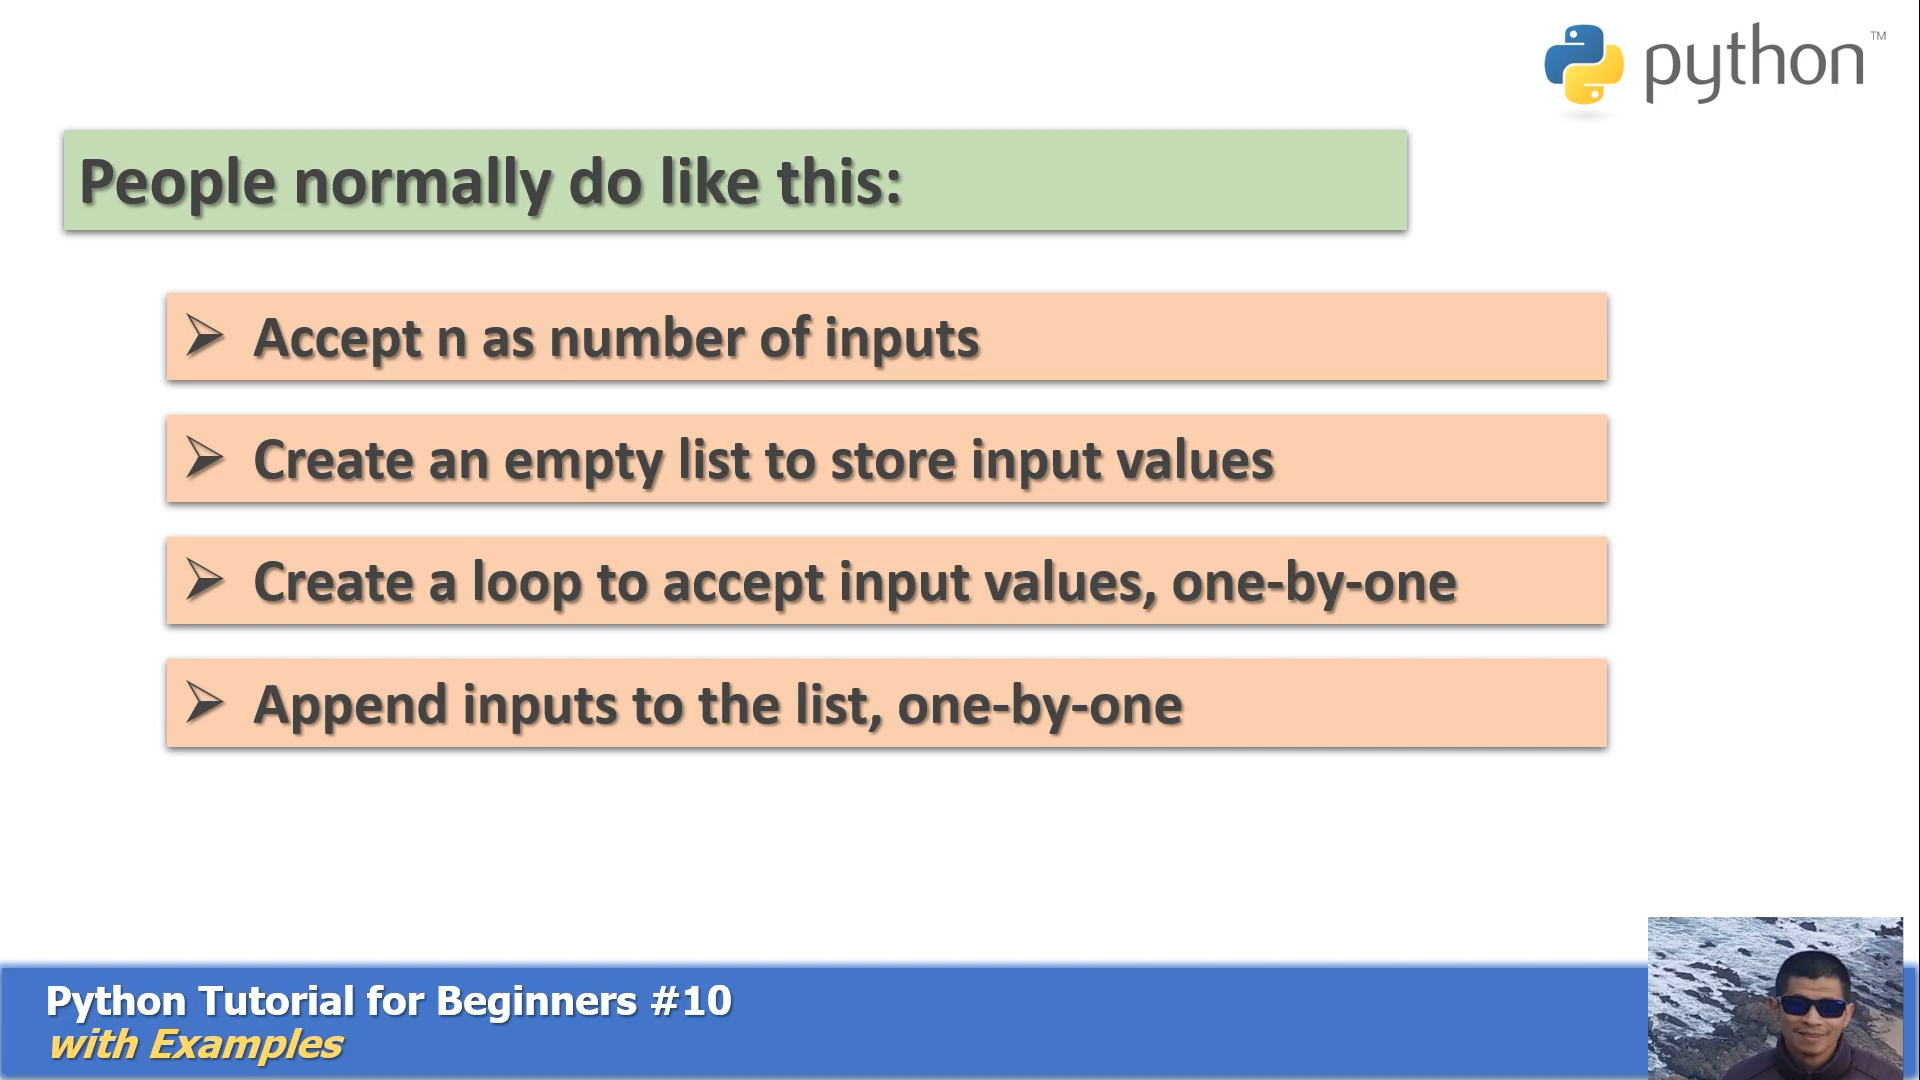 python™
People normally do like this:
➢ Accept n as number of inputs
➢ Create an empty list to store input values
➢ Create a loop to accept input values, one-by-one
➢ Append inputs to the list, one-by-one
Python Tutorial for Beginners #10
with Examples